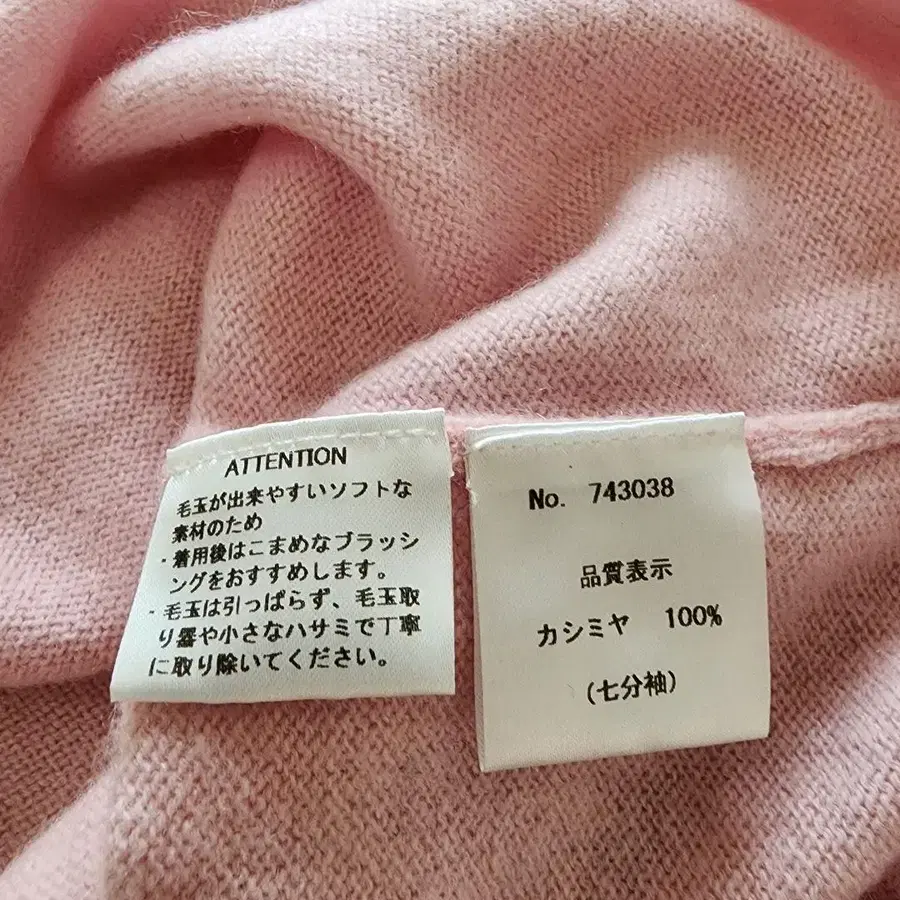 ATTENTION
毛玉が出来やすいソフトな
素材のため
・着用後はこまめなブラッシ
ングをおすすめします。
・毛玉は引っぱらず、毛玉取
り器や小さなハサミで丁寧
に取り除いてください。
No. 743038
品質表示
カシミヤ 100%
(七分袖)